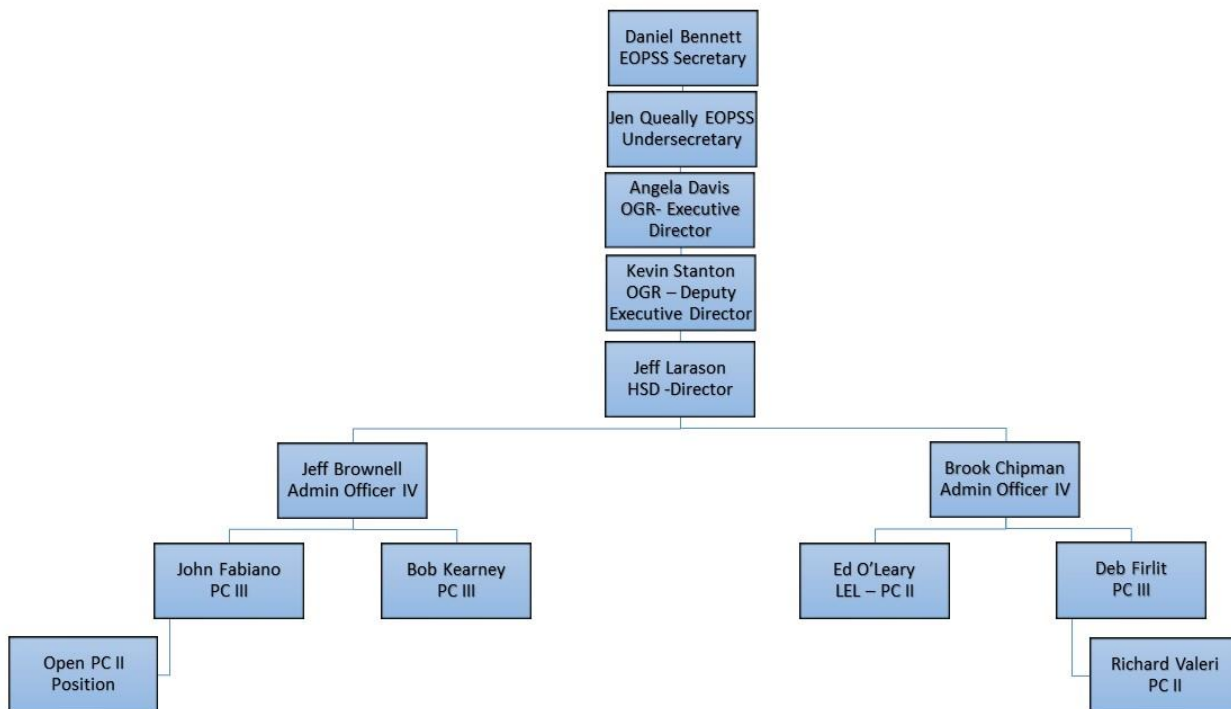 Daniel Bennett
EOPSS Secretary
Jen Queally EOPSS
Undersecretary
Angela Davis
OGR- Executive
Director
Kevin Stanton
OGR – Deputy
Executive Director
Jeff Larason
HSD -Director
Jeff Brownell
Admin Officer IV
Brook Chipman
Admin Officer IV
John Fabiano
PC III
Bob Kearney
PC III
Ed O’Leary
LEL – PC II
Deb Firlit
PC III
Open PC II
Position
Richard Valeri
PC II